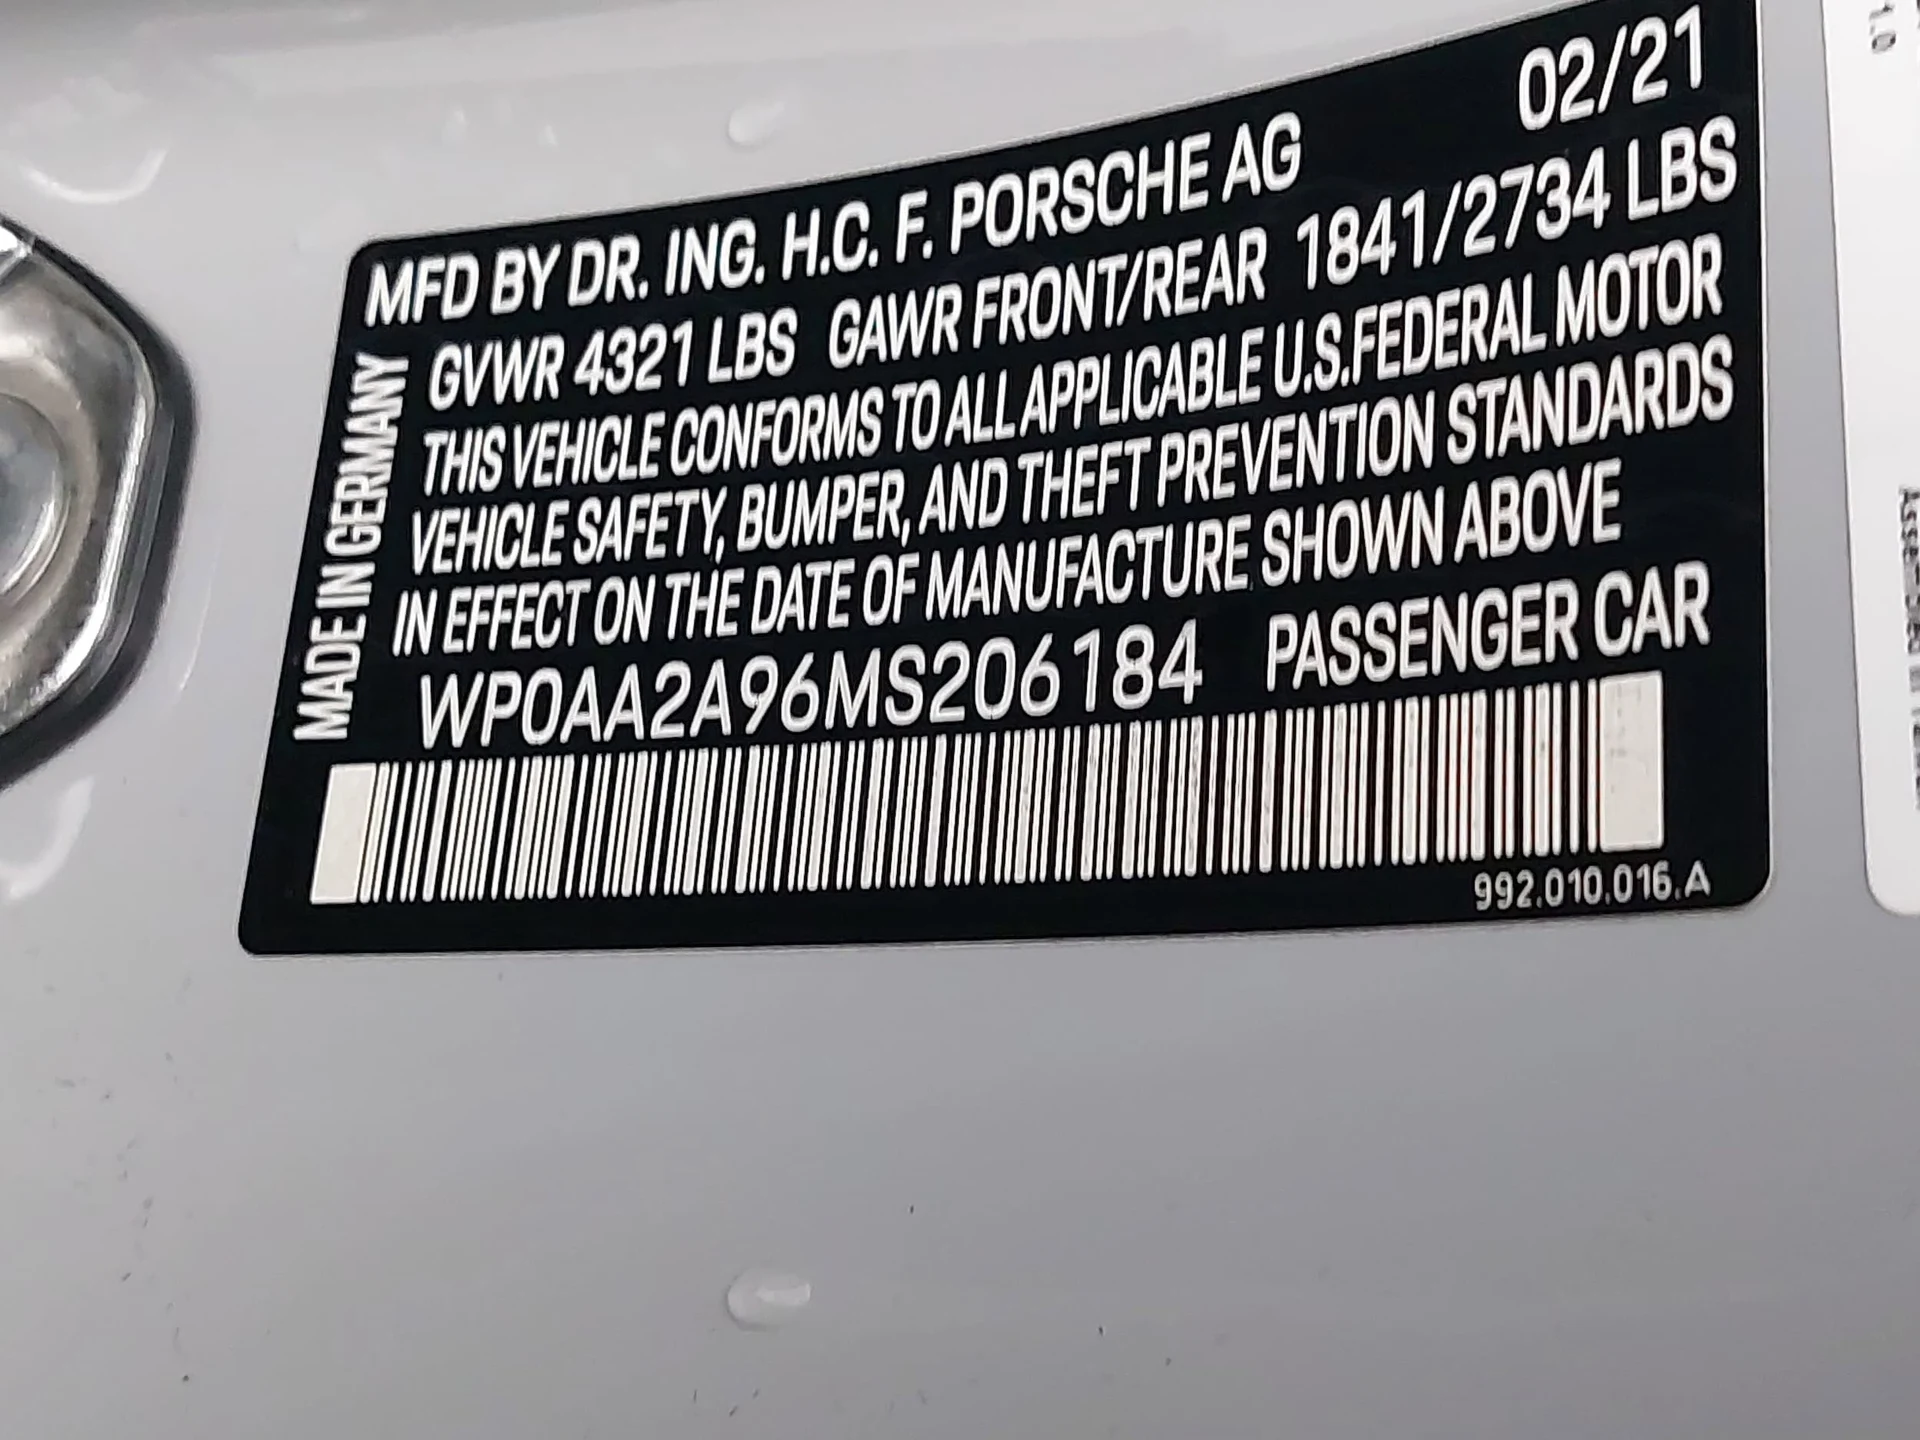 02/21
MFD BY DR. ING. H.C. F. PORSCHE AG
GVWR 4321 LBS GAWR FRONT/REAR 1841/2734 LBS
THIS VEHICLE CONFORMS TO ALL APPLICABLE U.S.FEDERAL MOTOR
VEHICLE SAFETY, BUMPER, AND THEFT PREVENTION STANDARDS
IN EFFECT ON THE DATE OF MANUFACTURE SHOWN ABOVE
WP0AA2A96MS206184 PASSENGER CAR
MADE IN GERMANY
992.010.016.A